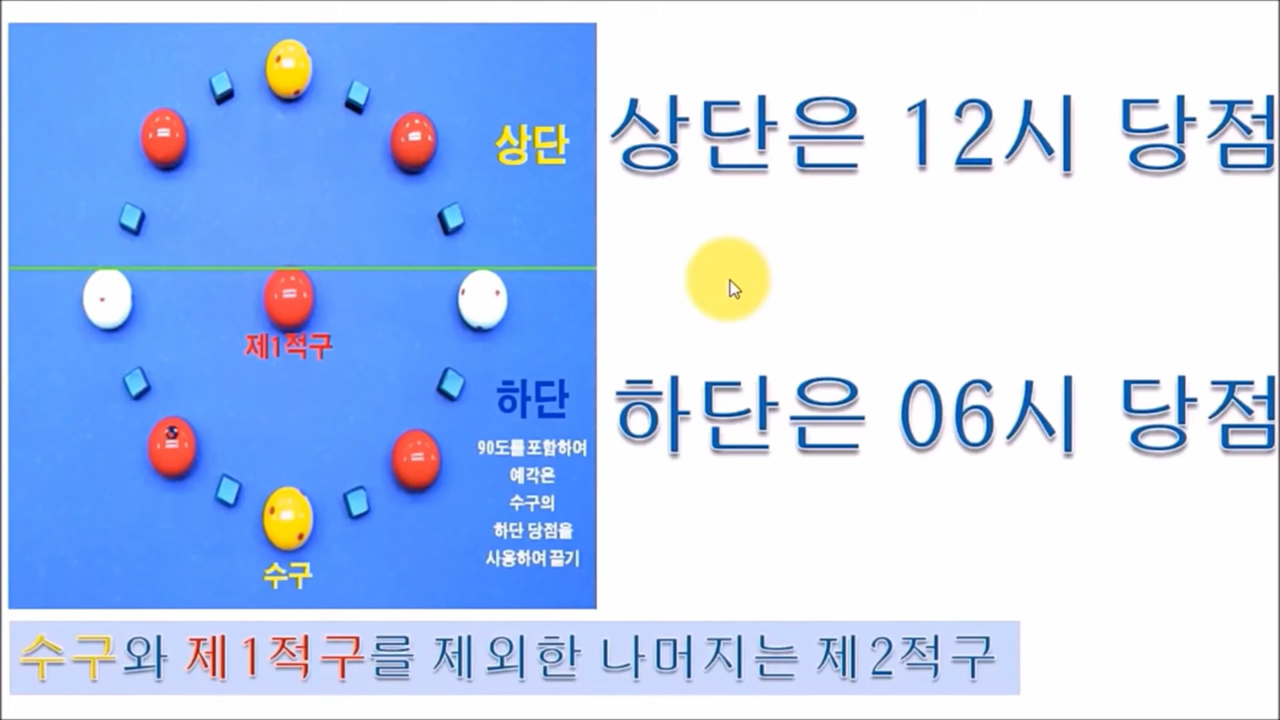 상단
상단은 12시 당점
제1적구
하단
하단은 06시 당점
90도를 포함하여
예각은
수구의
하단 당점을
사용하여 끌기
수구
수구와 제1적구를 제외한 나머지는 제2적구